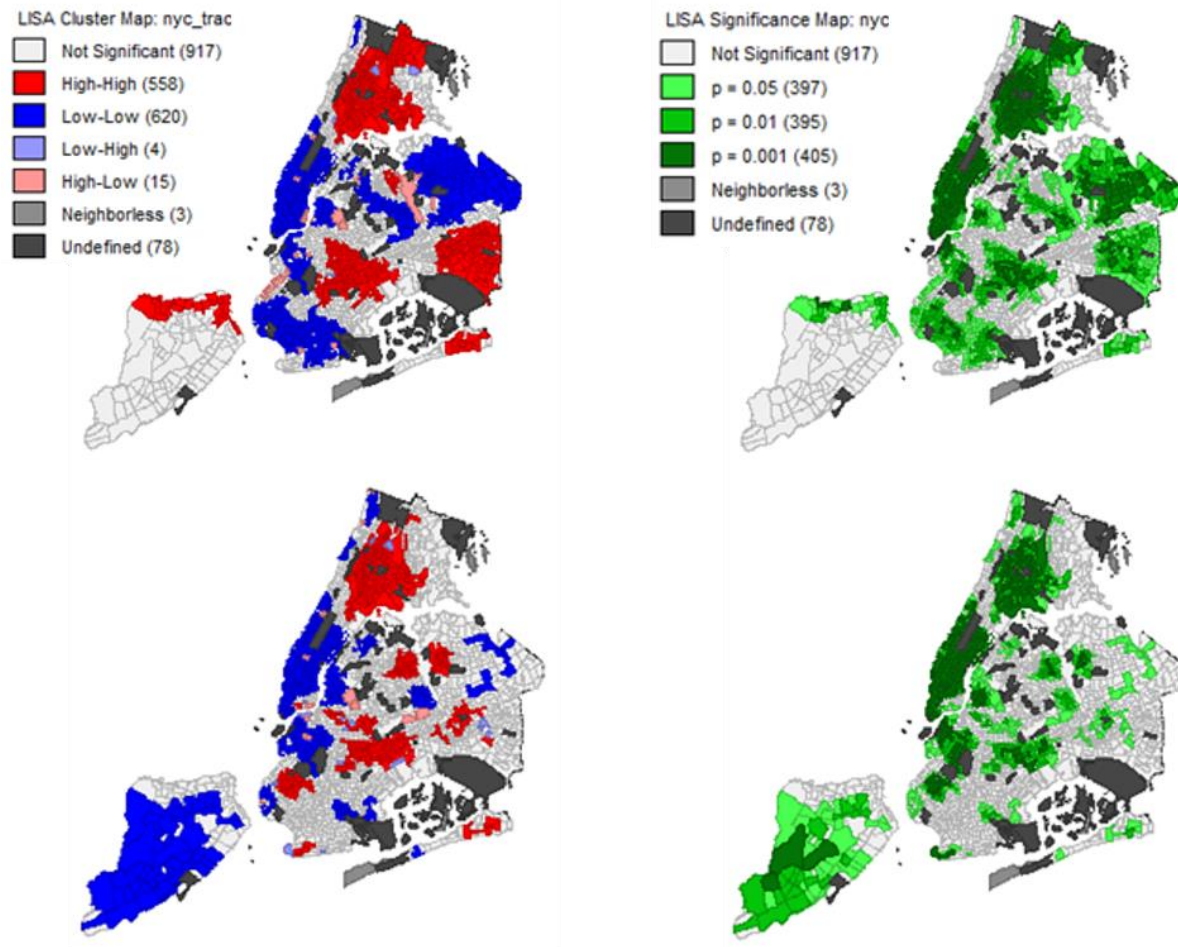 LISA Cluster Map: nyc_trac
Not Significant (917)
High-High (558)
Low-Low (620)
Low-High (4)
High-Low (15)
Neighborless (3)
Undefined (78)
LISA Significance Map: nyc
Not Significant (917)
p = 0.05 (397)
p = 0.01 (395)
p = 0.001 (405)
Neighborless (3)
Undefined (78)